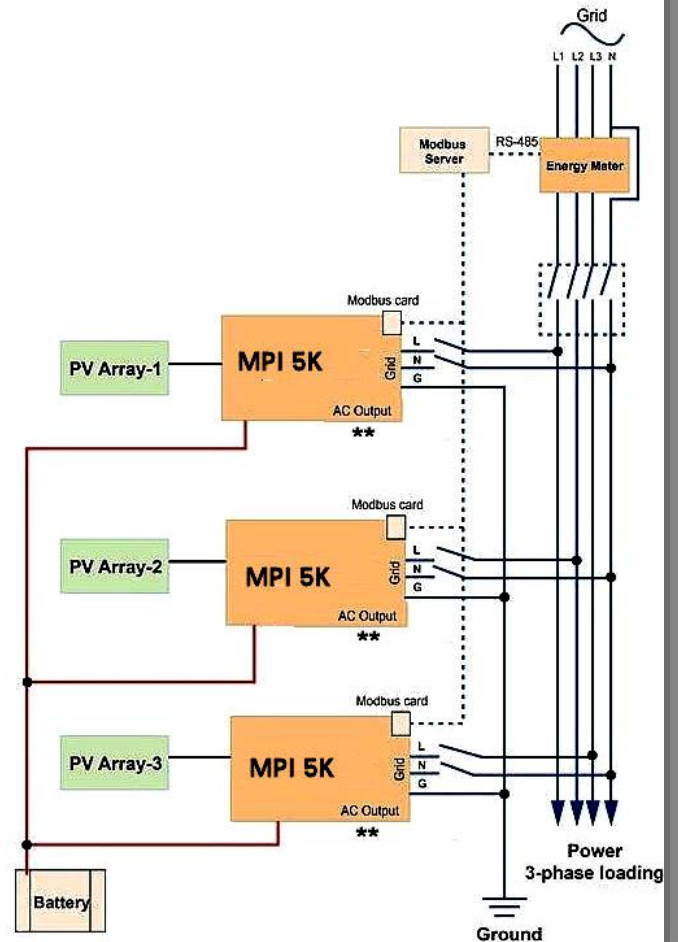 Grid
L1 L2 L3 N
Modbus
Server
RS-485
Energy Meter
Modbus card
PV Array-1
MPI 5K
L
N
G
Grid
AC Output
**
Modbus card
PV Array-2
MPI 5K
L
N
G
Grid
AC Output
**
Modbus card
PV Array-3
MPI 5K
L
N
G
Grid
AC Output
**
Battery
Power
3-phase loading
Ground